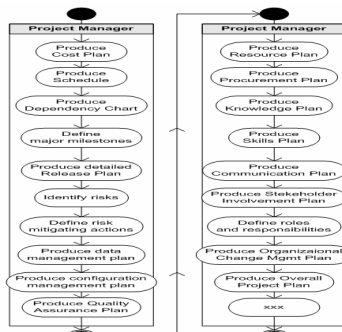 Project Manager
Produce
Cost Plan
Produce
Schedule
Produce
Dependency Chart
Define
major milestones
Produce detailed
Release Plan
Identify risks
Define risk
mitigating actions
Produce data
management plan
Produce configuration
management plan
Produce Quality
Assurance Plan
Project Manager
Produce
Resource Plan
Produce
Procurement Plan
Produce
Knowledge Plan
Produce
Skills Plan
Produce
Communication Plan
Produce Stekeholder
Involvement Plan
Define roles
and responsibilities
Produce Organizaional
Change Mgmt Plan
Produce Overall
Project Plan
xxx